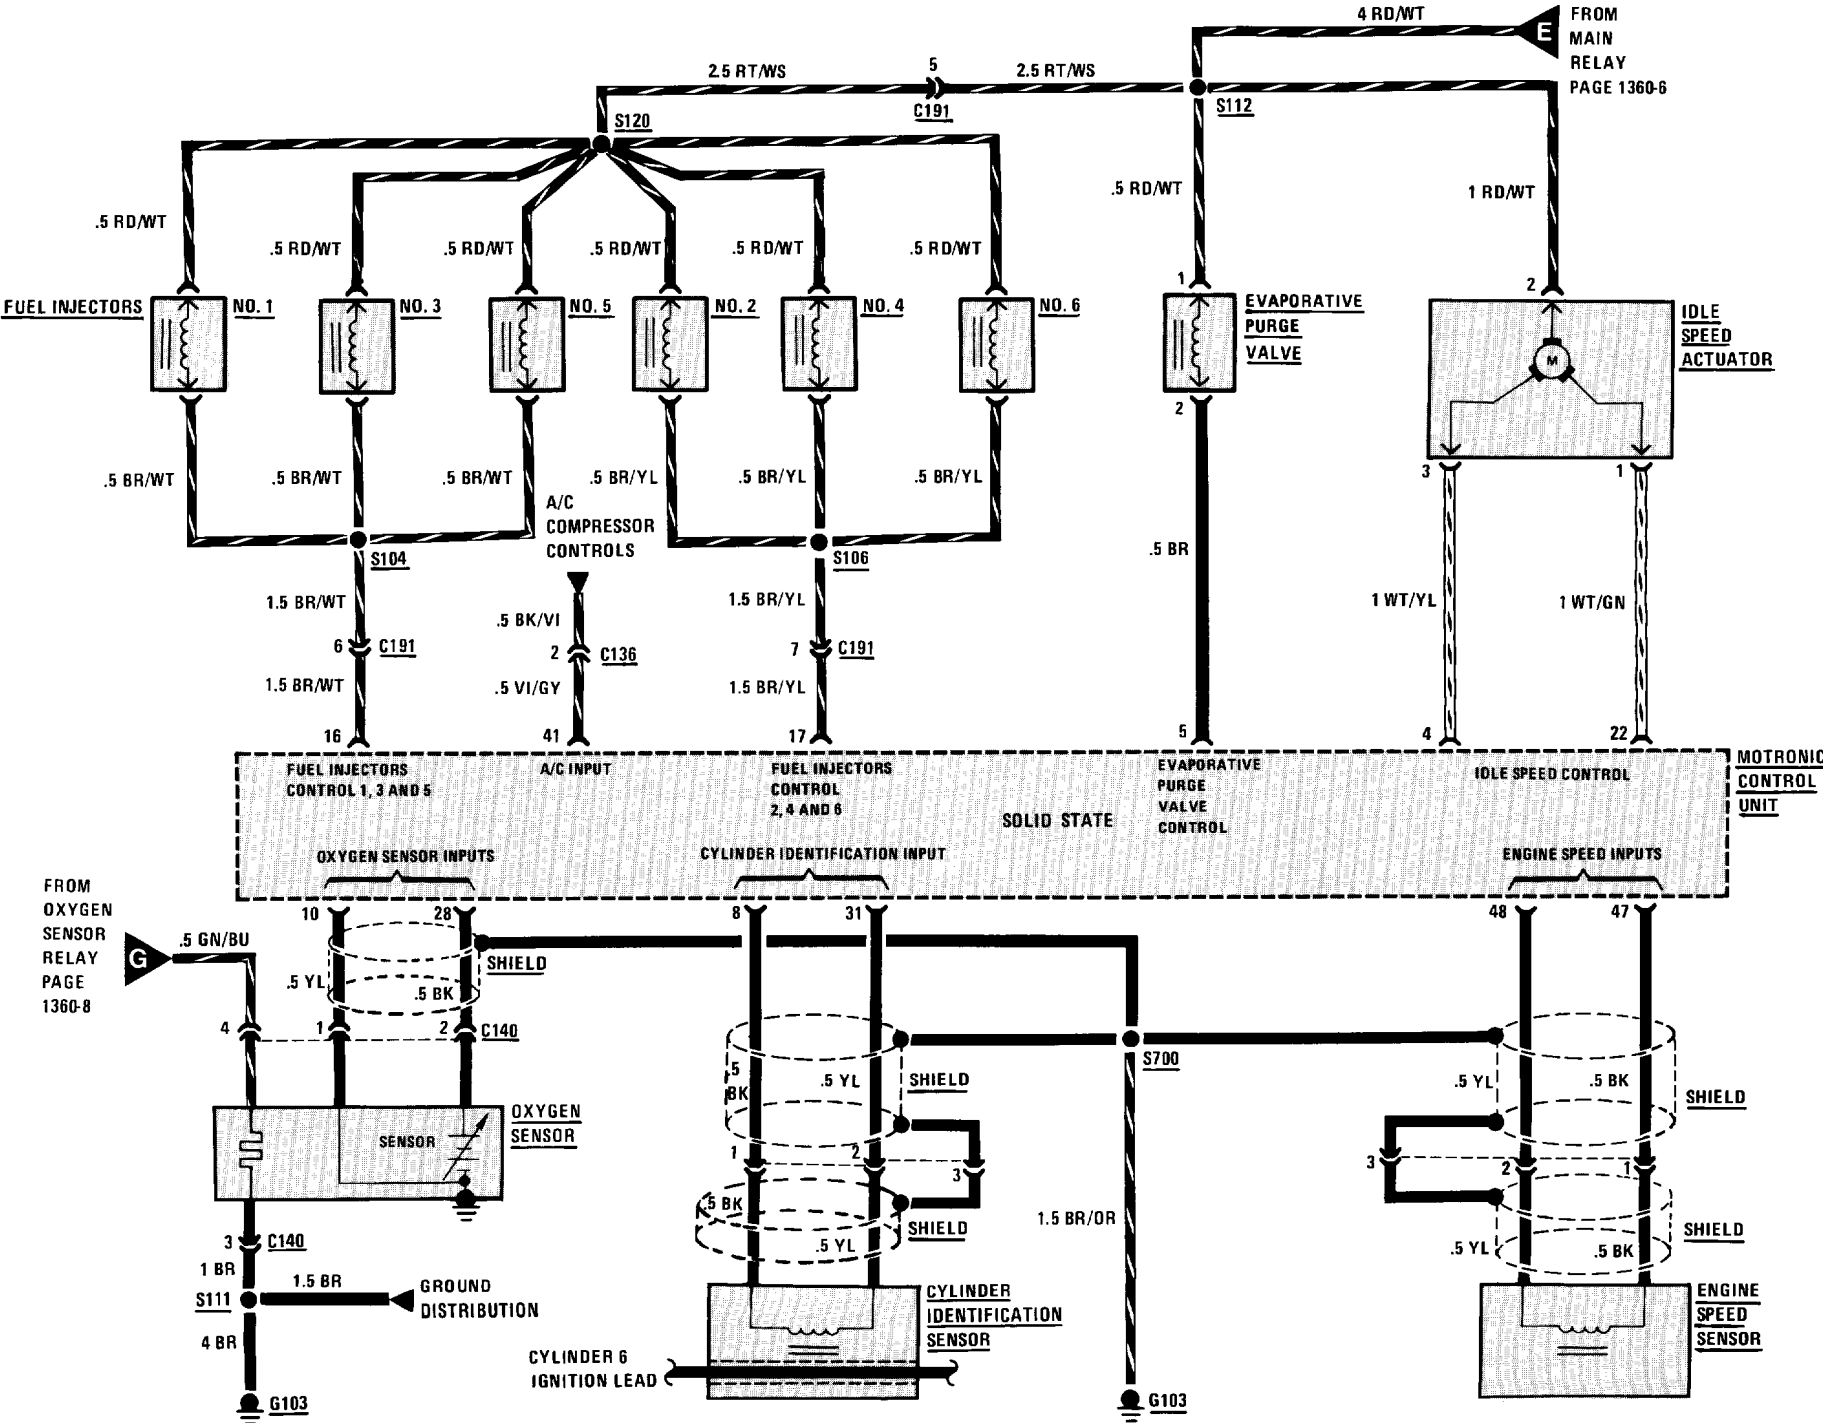 4 RD/WT
E
FROM
MAIN
RELAY
PAGE 1360-6
2.5 RT/WS
5
2.5 RT/WS
C191
S112
S120
.5 RD/WT
.5 RD/WT
.5 RD/WT
.5 RD/WT
.5 RD/WT
.5 RD/WT
.5 RD/WT
1 RD/WT
FUEL INJECTORS
NO. 1
NO. 3
NO. 5
NO. 2
NO. 4
NO. 6
1
EVAPORATIVE
PURGE
VALVE
2
2
IDLE
SPEED
ACTUATOR
M
3
1
.5 BR/WT
.5 BR/WT
.5 BR/WT
.5 BR/YL
.5 BR/YL
.5 BR/YL
A/C
COMPRESSOR
CONTROLS
S104
S106
.5 BR
1.5 BR/WT
.5 BK/VI
1.5 BR/YL
1 WT/YL
1 WT/GN
6
C191
2
C136
7
C191
1.5 BR/WT
.5 VI/GY
1.5 BR/YL
16
41
17
5
4
22
FUEL INJECTORS
CONTROL 1, 3 AND 5
A/C INPUT
FUEL INJECTORS
CONTROL
2, 4 AND 6
SOLID STATE
EVAPORATIVE
PURGE
VALVE
CONTROL
IDLE SPEED CONTROL
MOTRONIC
CONTROL
UNIT
OXYGEN SENSOR INPUTS
CYLINDER IDENTIFICATION INPUT
ENGINE SPEED INPUTS
FROM
OXYGEN
SENSOR
RELAY
PAGE
1360-8
G
.5 GN/BU
10
28
8
31
48
47
SHIELD
.5 YL
.5 BK
4
1
2
C140
S700
.5
BK
.5 YL
SHIELD
.5 YL
.5 BK
SHIELD
OXYGEN
SENSOR
SENSOR
1
2
3
3
2
1
.5 BK
.5 YL
SHIELD
1.5 BR/OR
.5 YL
.5 BK
SHIELD
3
C140
1 BR
1.5 BR
S111
GROUND
DISTRIBUTION
4 BR
G103
CYLINDER
IDENTIFICATION
SENSOR
CYLINDER 6
IGNITION LEAD
G103
ENGINE
SPEED
SENSOR